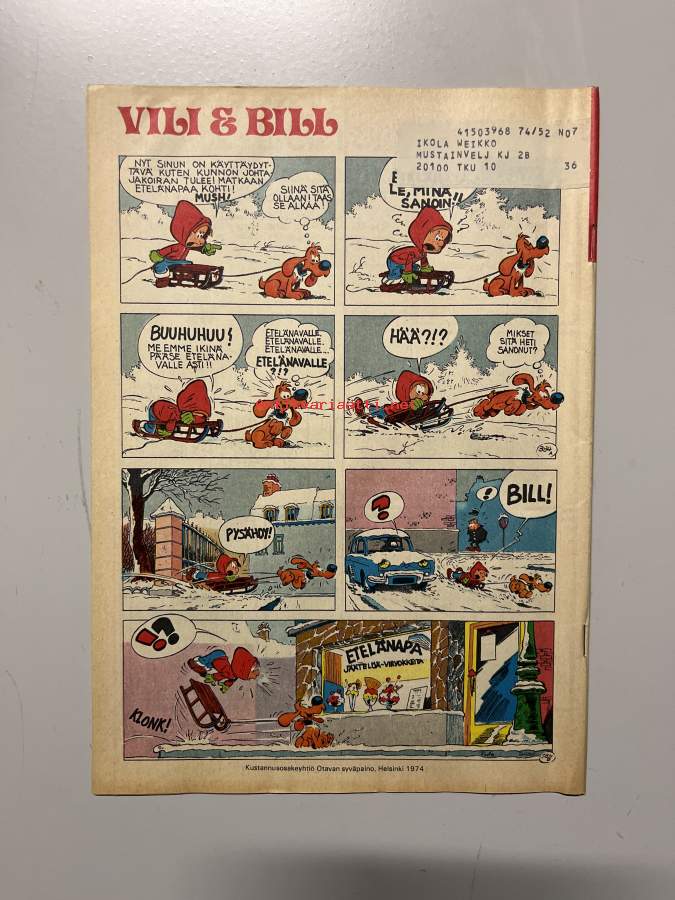 VILI & BILL
41503968 74/52 NO7
IKOLA WEIKKO
MUSTAINVELJ KJ 2B
20100 TKU 10 36
NYT SINUN ON KÄYTTÄYDYT-
TÄVÄ KUTEN KUNNON JOHTA-
JAKOIRAN TULEE! MATKAAN
ETELÄNAPAA KOHTI!
MUSH!
SIINÄ SITÄ
OLLAAN! TAAS
SE ALKAA!
LE, MINÄ
SANOIN!!
BUUHUHUU!
ME EMME IKINÄ
PÄÄSE ETELÄNA-
VALLE ASTI!!
ETELÄNAVALLE.
ETELÄNAVALLE.
ETELÄNAVALLE...
ETELÄNAVALLE
?!?
HÄÄ?!?
MIKSET
SITÄ HETI
SANONUT?
PYSÄHDY!
?
!
BILL!
!?
KLONK!
ETELÄNAPA
JÄÄTELÖÄ-VIRVOKKEITA
Kustannusosakeyhtiö Otavan syväpaino, Helsinki 1974